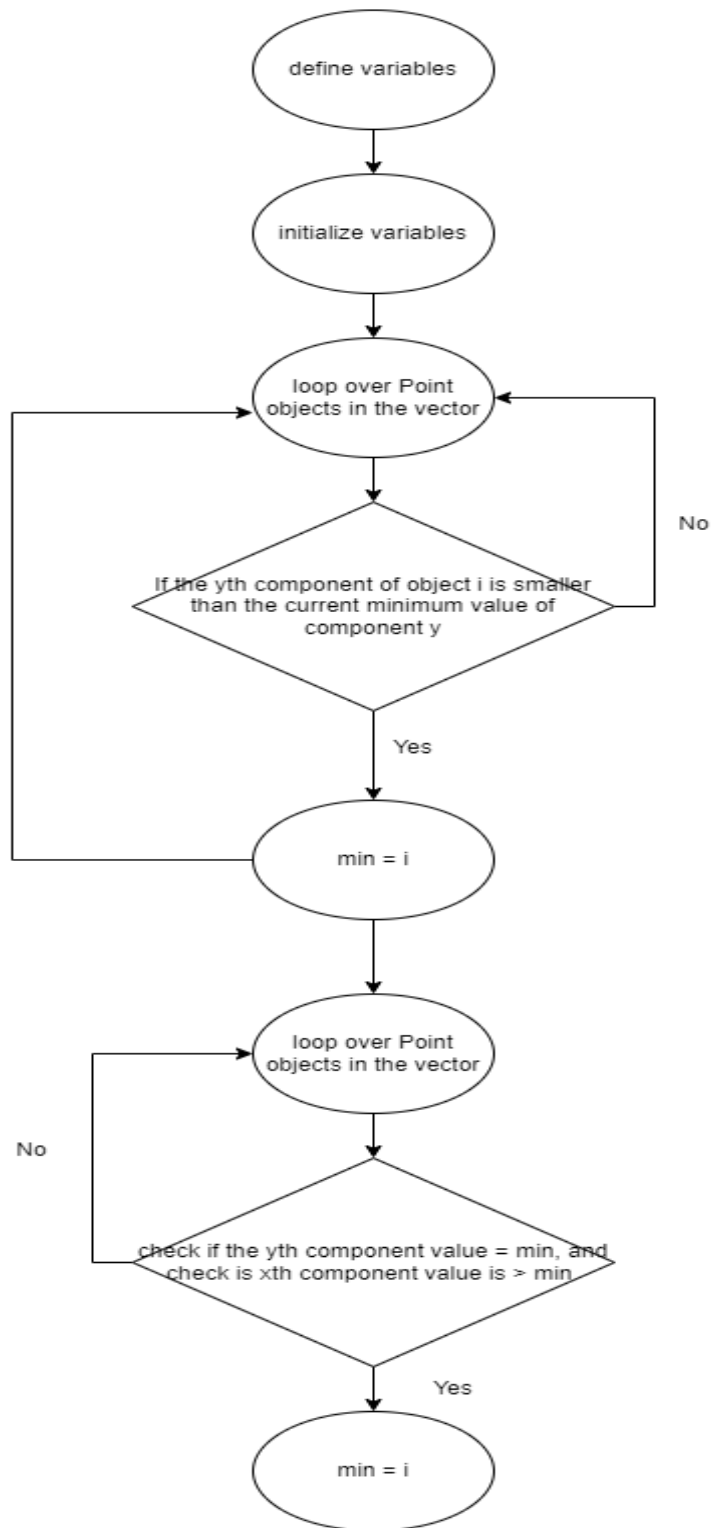 define variables
initialize variables
loop over Point
objects in the vector
No
If the yth component of object i is smaller
than the current minimum value of
component y
Yes
min = i
loop over Point
objects in the vector
No
check if the yth component value = min, and
check is xth component value is > min
Yes
min = i